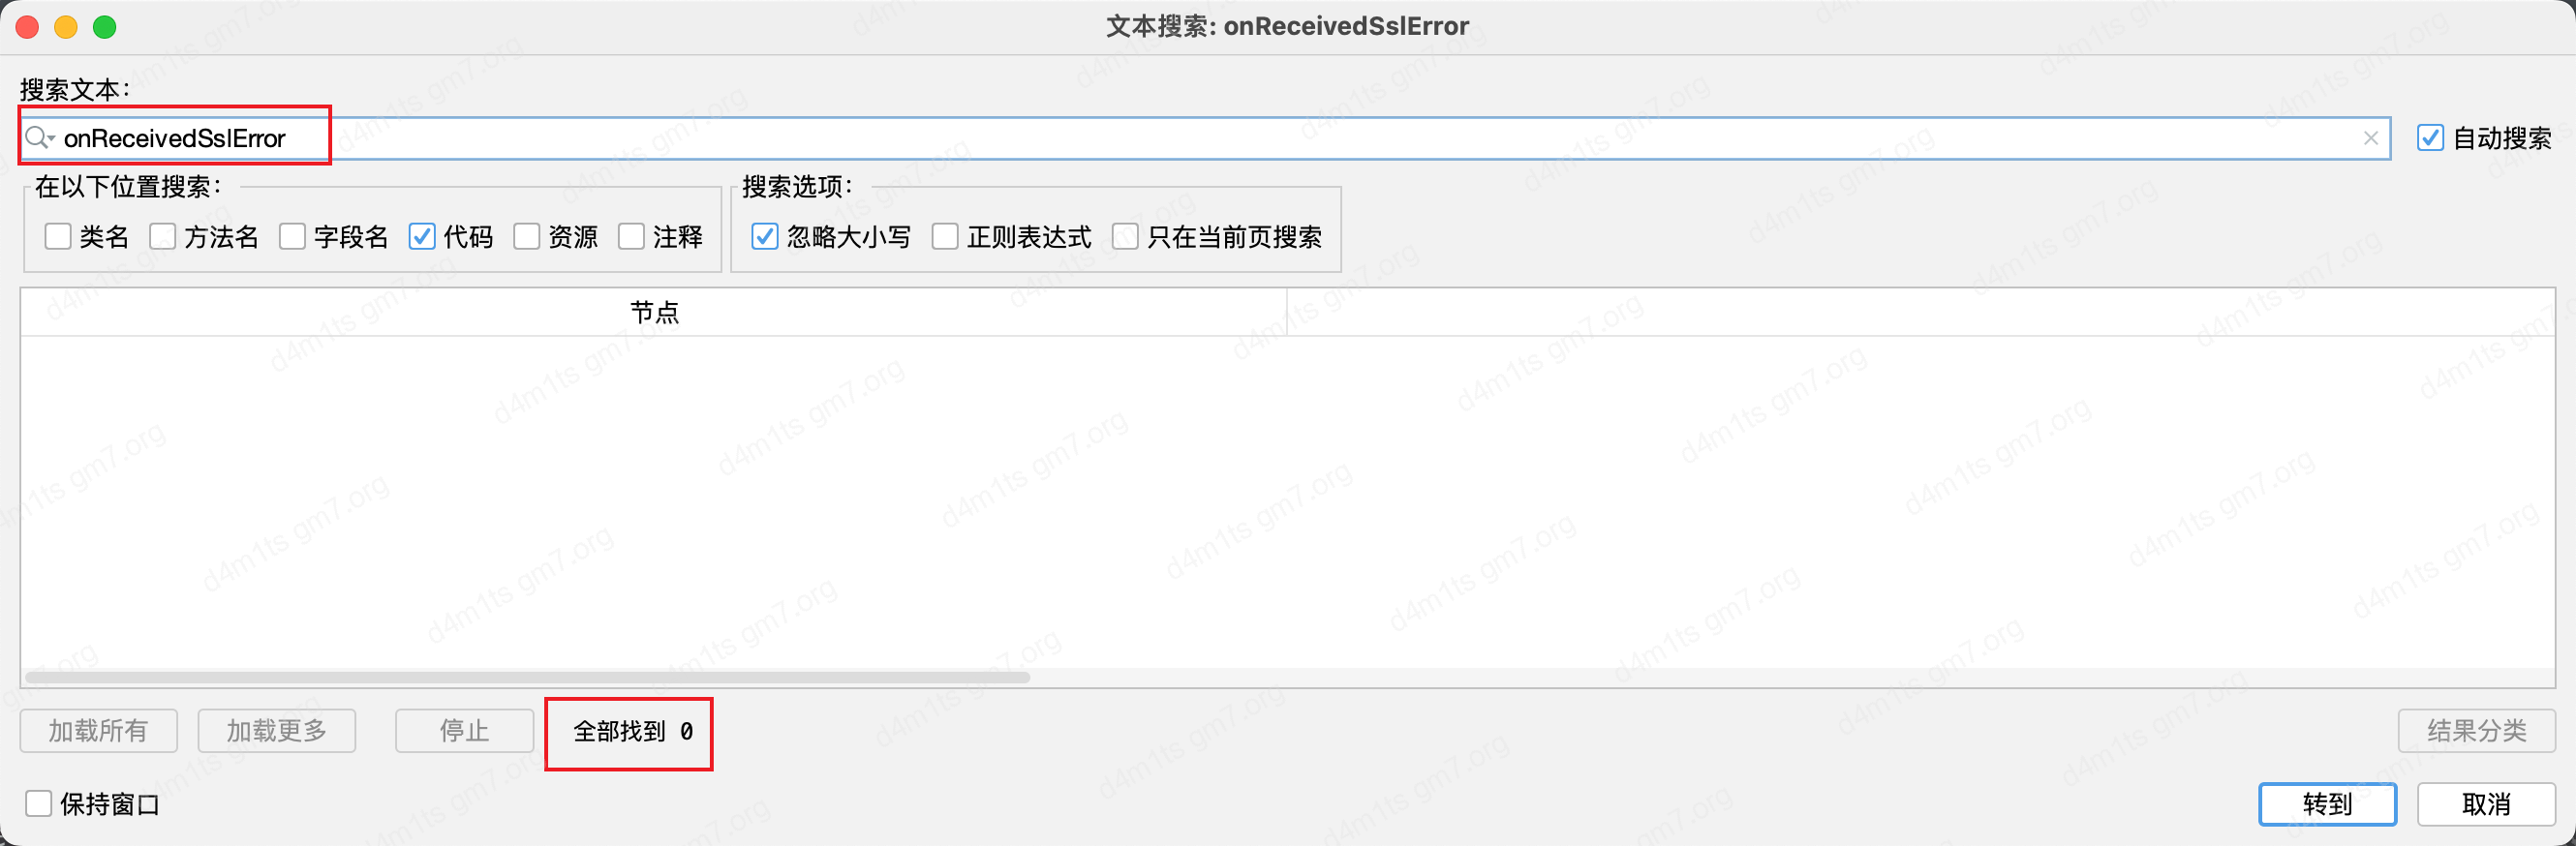 文本搜索: onReceivedSslError
搜索文本:
onReceivedSslError
自动搜索
在以下位置搜索: 搜索选项:
类名 方法名 字段名 代码 资源 注释 忽略大小写 正则表达式 只在当前页搜索
节点
加载所有 加载更多 停止 全部找到 0 结果分类
保持窗口 转到 取消
d4m1ts gm7.org